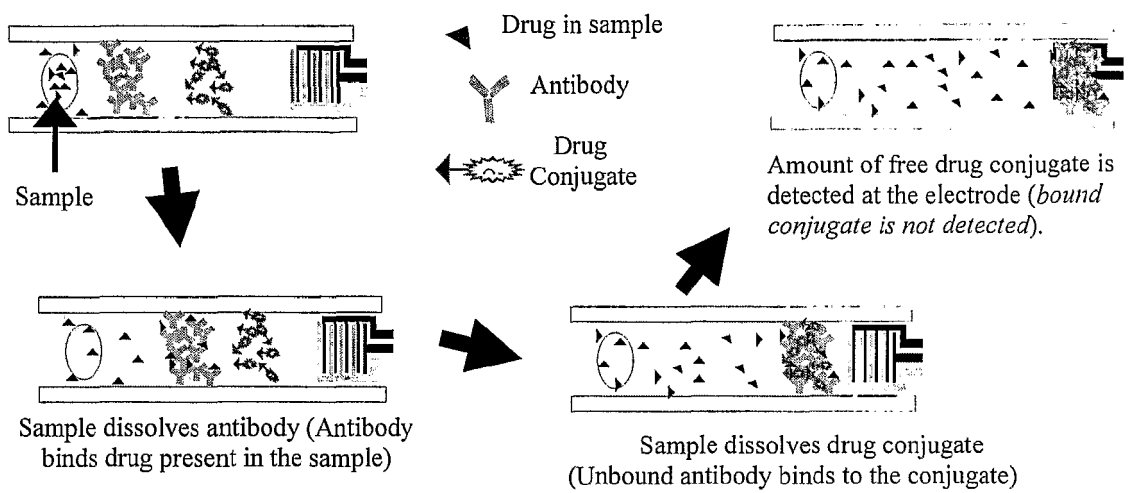 Drug in sample
Antibody
Drug
Conjugate
Sample
Amount of free drug conjugate is
detected at the electrode (bound
conjugate is not detected).
Sample dissolves antibody (Antibody
binds drug present in the sample)
Sample dissolves drug conjugate
(Unbound antibody binds to the conjugate)